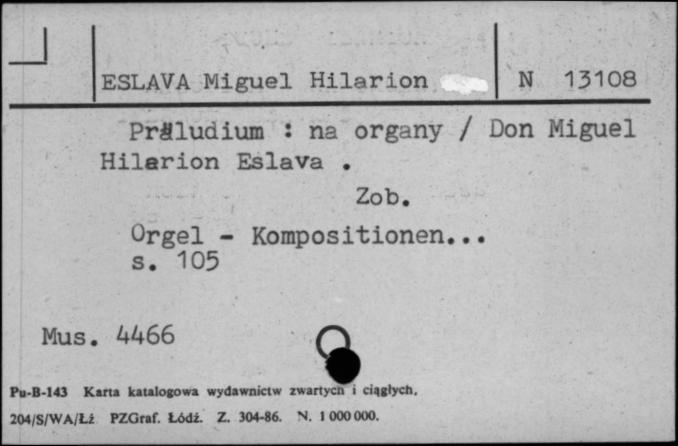 ESLAVA Miguel Hilarion N 13108
Präludium : na organy / Don Miguel
Hilarion Eslava .
Zob.
Orgel - Kompositionen...
s. 105
Mus. 4466
Pu-B-143 Karta katalogowa wydawnictw zwartych i ciągłych.
204/S/WA/Łż PZGraf. Łódź. Z. 304-86. N. 1 000 000.